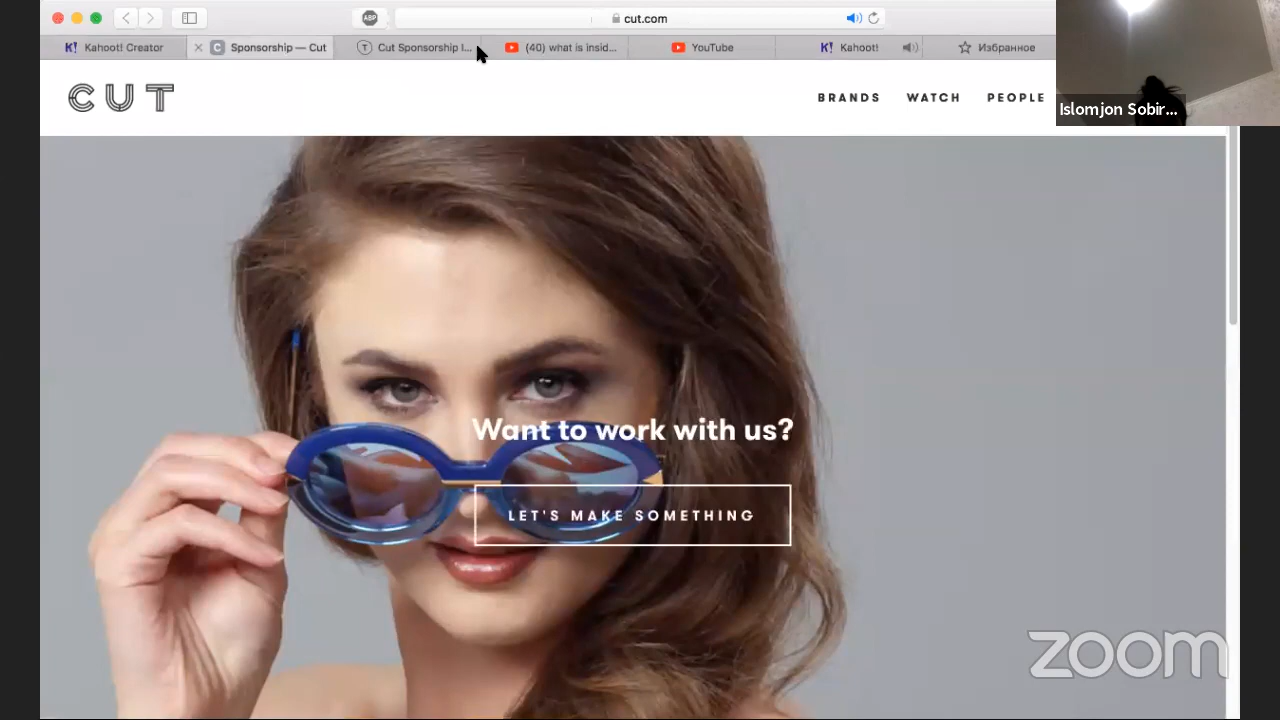 ABP
cut.com
K! Kahoot! Creator
C Sponsorship — Cut
T Cut Sponsorship I...
(40) what is insid...
YouTube
K! Kahoot!
Избранное
CUT
BRANDS WATCH PEOPLE
Islomjon Sobir...
Want to work with us?
LET'S MAKE SOMETHING
zoom